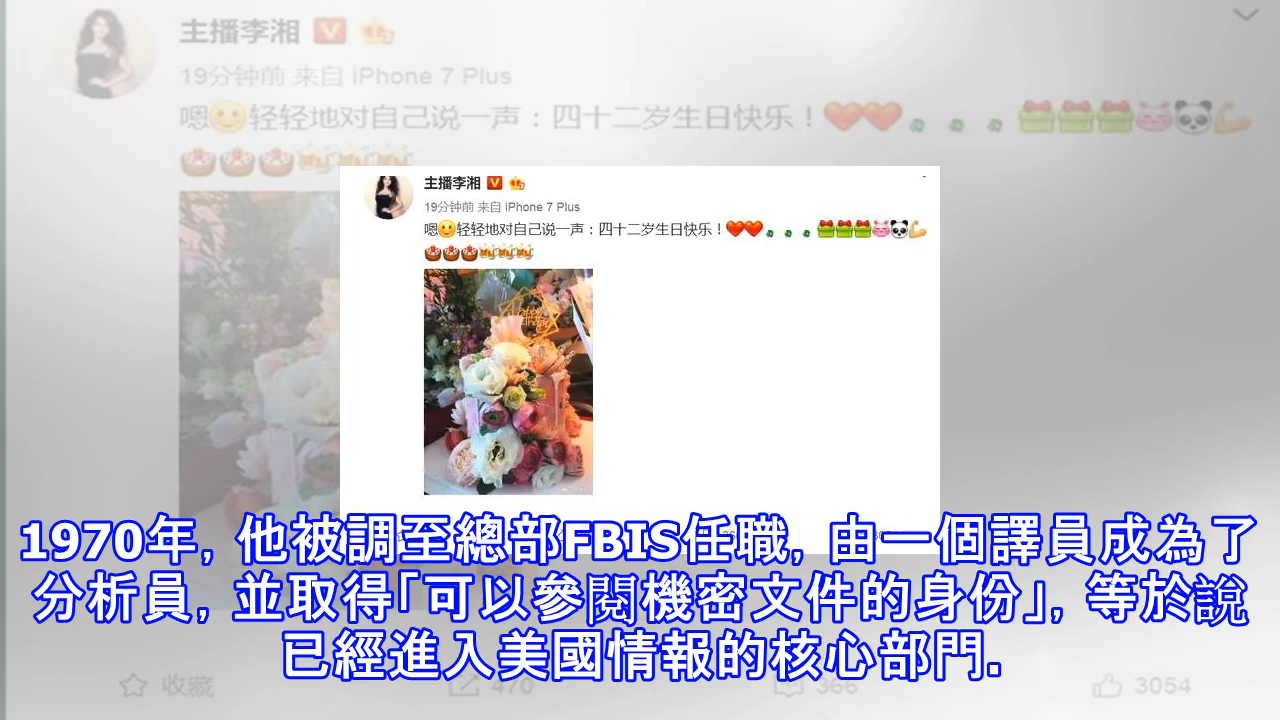 主播李湘
19分钟前 来自 iPhone 7 Plus
嗯轻轻地对自己说一声：四十二岁生日快乐！
主播李湘
19分钟前 来自 iPhone 7 Plus
嗯轻轻地对自己说一声：四十二岁生日快乐！
1970年, 他被調至總部FBIS任職, 由一個譯員成為了
分析員, 並取得「可以參閱機密文件的身份」, 等於說
已經進入美國情報的核心部門.
收藏 470 366 3054